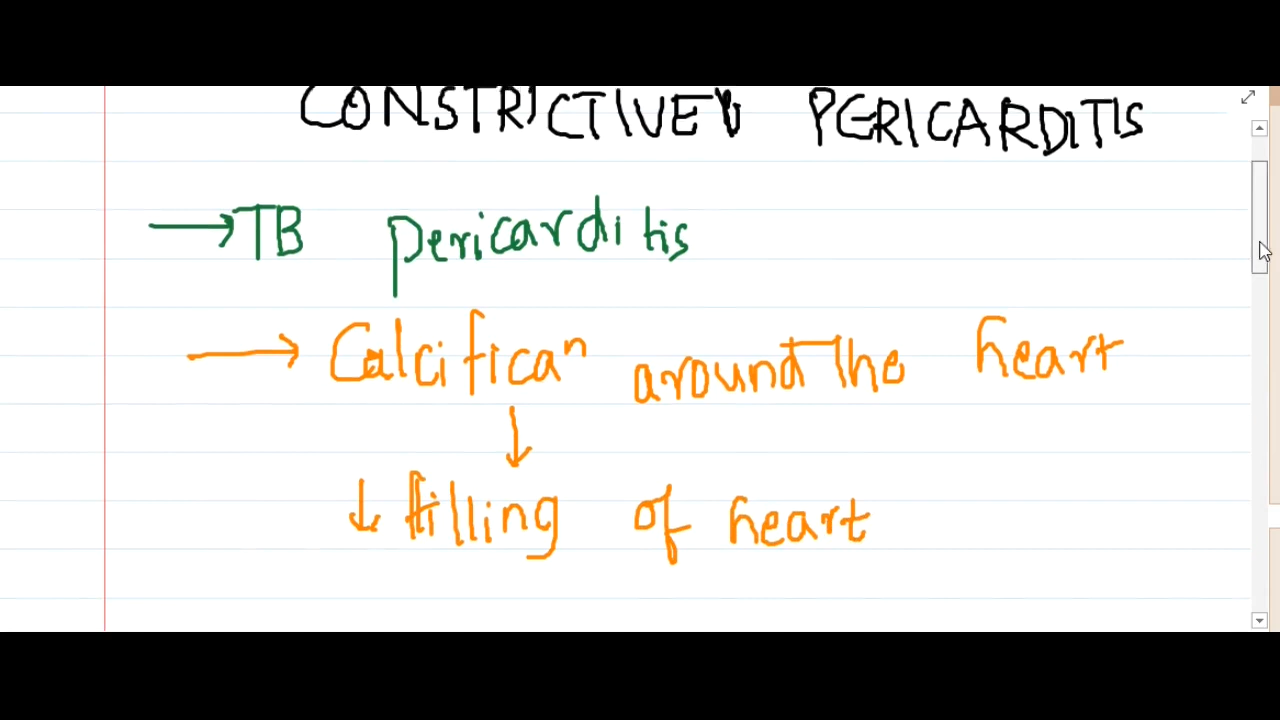 CONSTRICTIVE PERICARDITIS
→ TB pericarditis
→ Calcificaⁿ around the heart
↓
↓ filling of heart